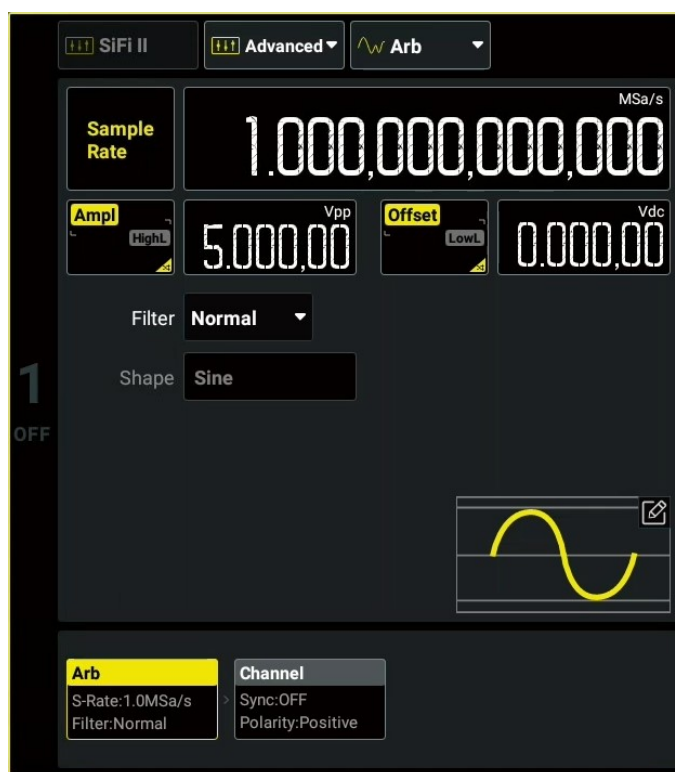 SiFi II
Advanced
Arb
Sample
Rate
MSa/s
1.000,000,000,000
Ampl
HighL
Vpp
5.000,00
Offset
LowL
Vdc
0.000,00
Filter
Normal
Shape
Sine
1
OFF
Arb
S-Rate:1.0MSa/s
Filter:Normal
Channel
Sync:OFF
Polarity:Positive